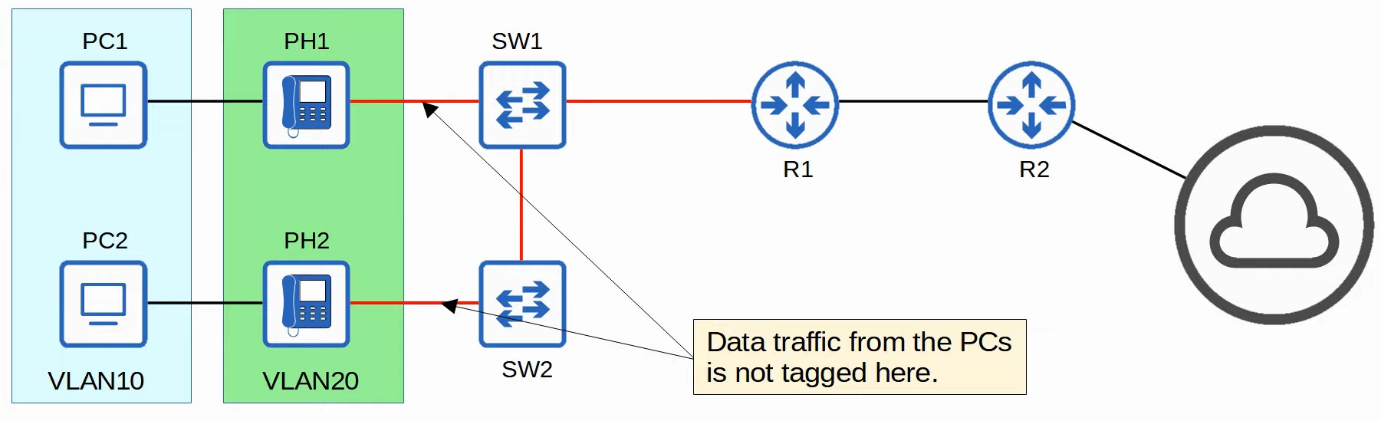 PC1
PH1
SW1
R1
R2
PC2
PH2
SW2
VLAN10
VLAN20
Data traffic from the PCs
is not tagged here.